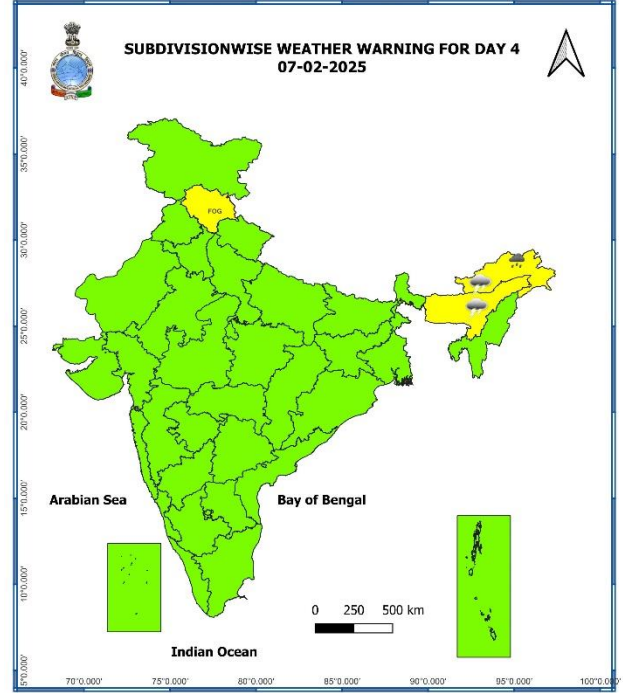 SUBDIVISIONWISE WEATHER WARNING FOR DAY 4
07-02-2025
40°0.000'
35°0.000'
30°0.000'
25°0.000'
20°0.000'
15°0.000'
10°0.000'
5°0.000'
FOG
Arabian Sea
Bay of Bengal
0 250 500 km
Indian Ocean
70°0.000' 75°0.000' 80°0.000' 85°0.000' 90°0.000' 95°0.000' 100°0.000'